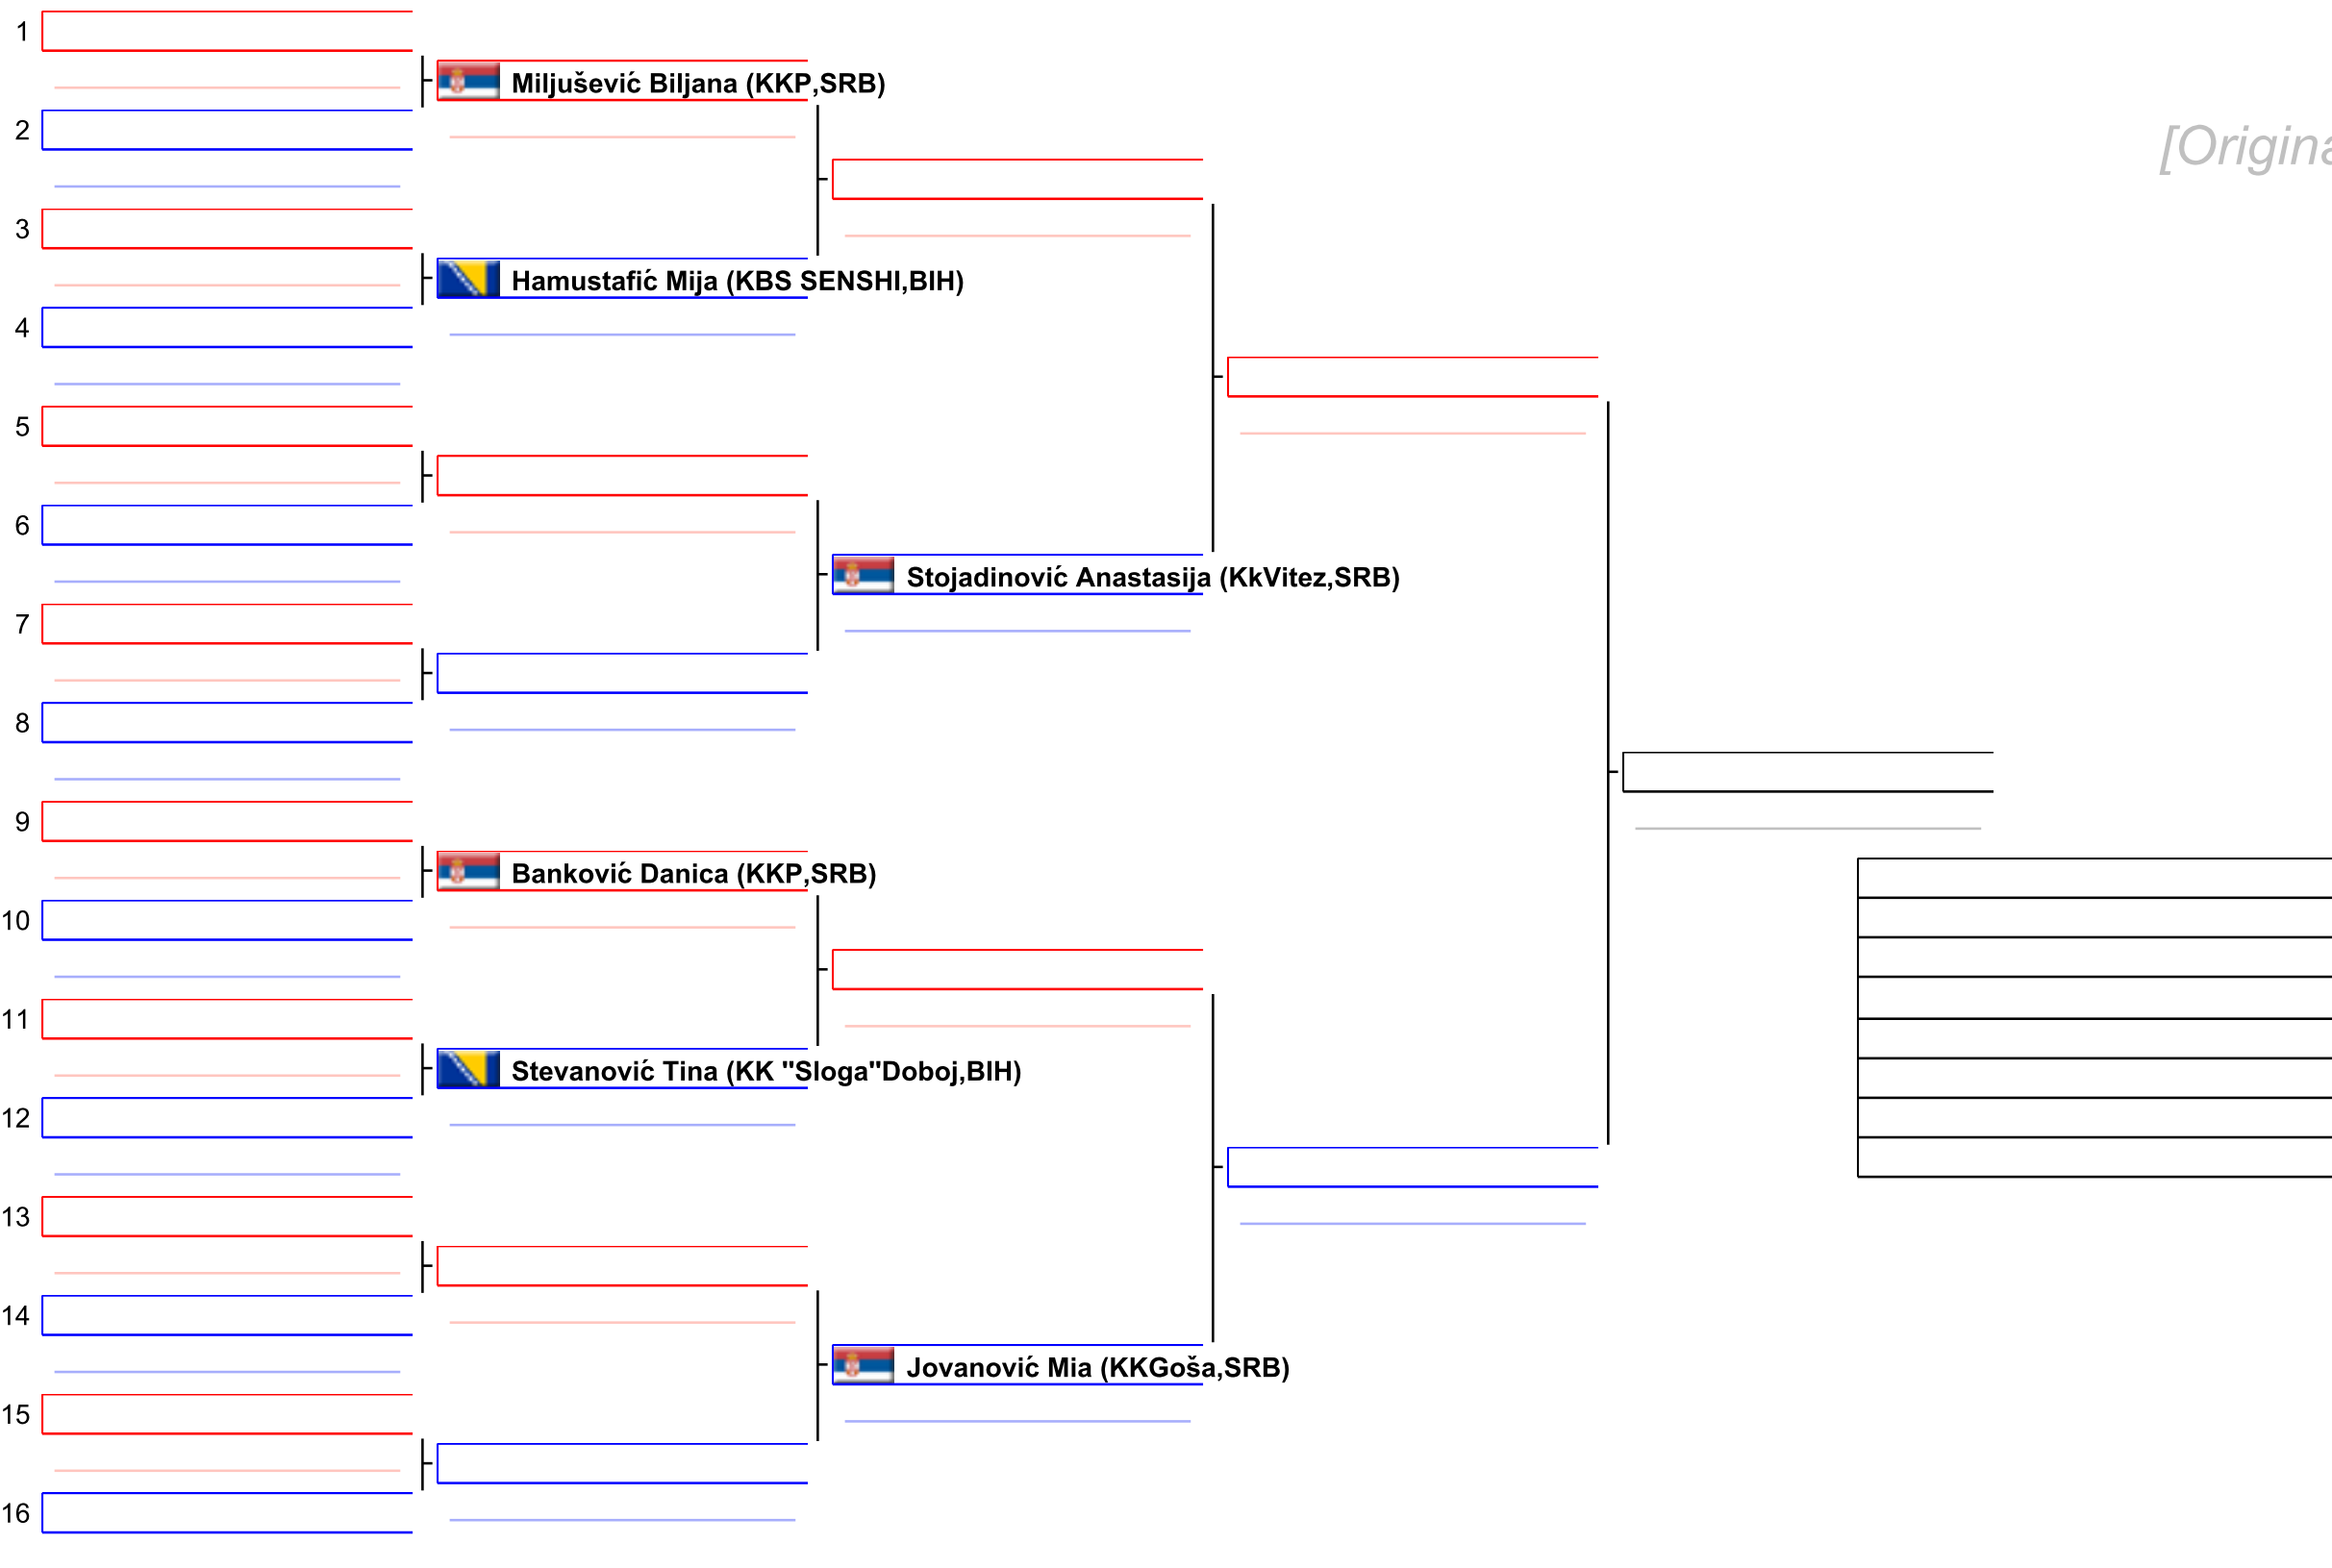 1
Miljušević Biljana (KKP,SRB)
2
[Origina
3
Hamustafić Mija (KBS SENSHI,BIH)
4
5
6
Stojadinović Anastasija (KkVitez,SRB)
7
8
9
Banković Danica (KKP,SRB)
10
11
Stevanović Tina (KK "Sloga"Doboj,BIH)
12
13
14
Jovanović Mia (KKGoša,SRB)
15
16